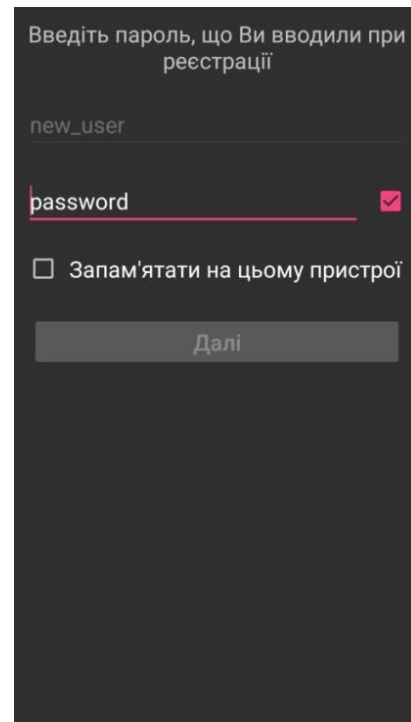 Введіть пароль, що Ви вводили при
реєстрації
new_user
password
Запам'ятати на цьому пристрої
Далі